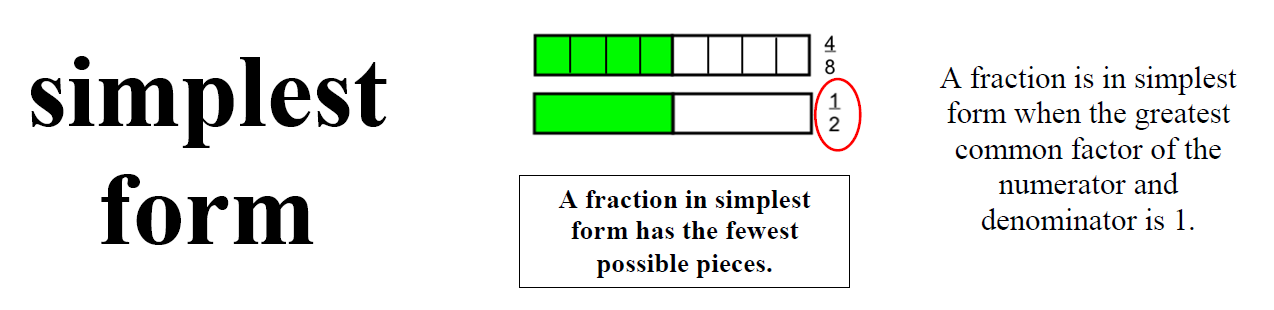 simplest
form
4
8
1
2
A fraction in simplest
form has the fewest
possible pieces.
A fraction is in simplest
form when the greatest
common factor of the
numerator and
denominator is 1.